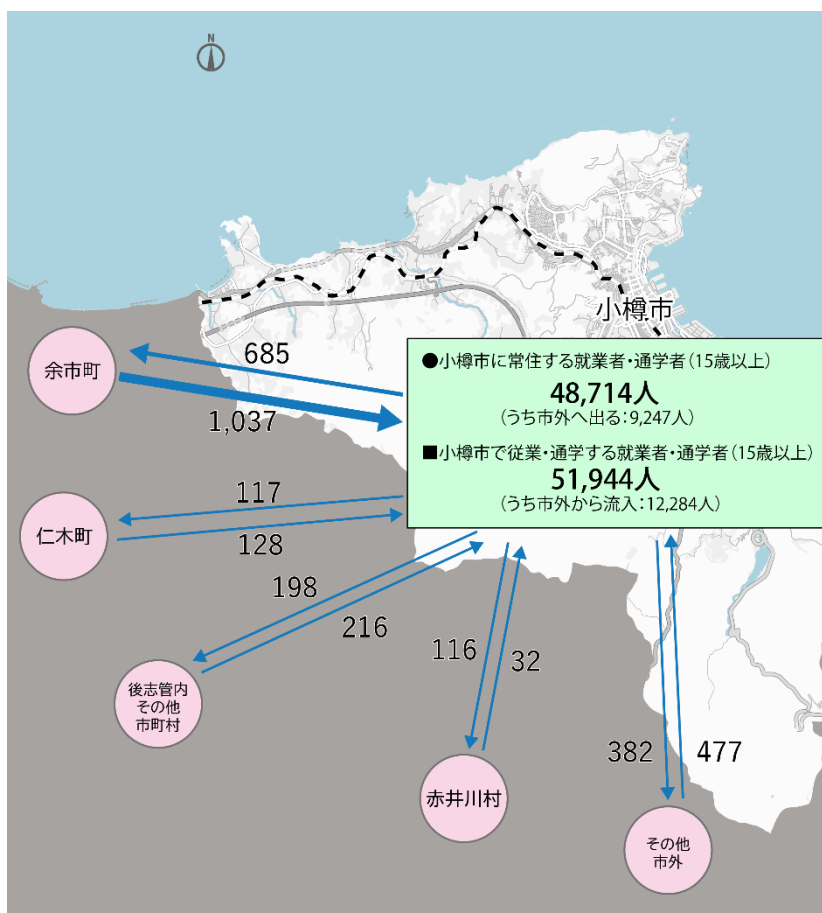 N
小樽市
●小樽市に常住する就業者・通学者（15歳以上）
48,714人
（うち市外へ出る：9,247人）
■小樽市で従業・通学する就業者・通学者（15歳以上）
51,944人
（うち市外から流入：12,284人）
余市町
685
1,037
仁木町
117
128
後志管内
その他
市町村
198
216
赤井川村
116
32
その他
市外
382
477